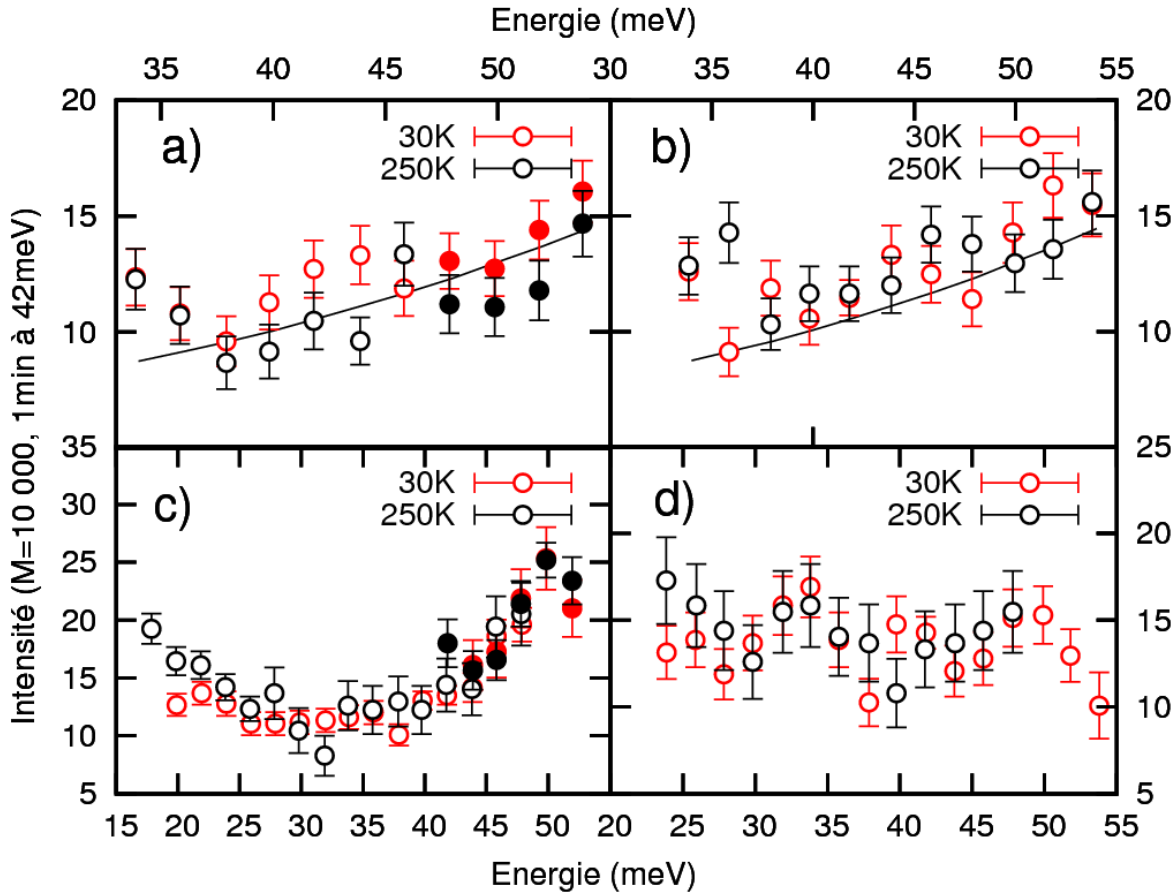 Energie (meV)
35 40 45 50 30 35 40 45 50 55
20 20
a) 30K b) 30K
250K 250K
15 15
10 10
35 25
c) 30K d) 30K
250K 250K
30
25 20
20 15
15
10 10
5 5
15 20 25 30 35 40 45 50 20 25 30 35 40 45 50 55
Energie (meV)
Intensité (M=10 000, 1min à 42meV)